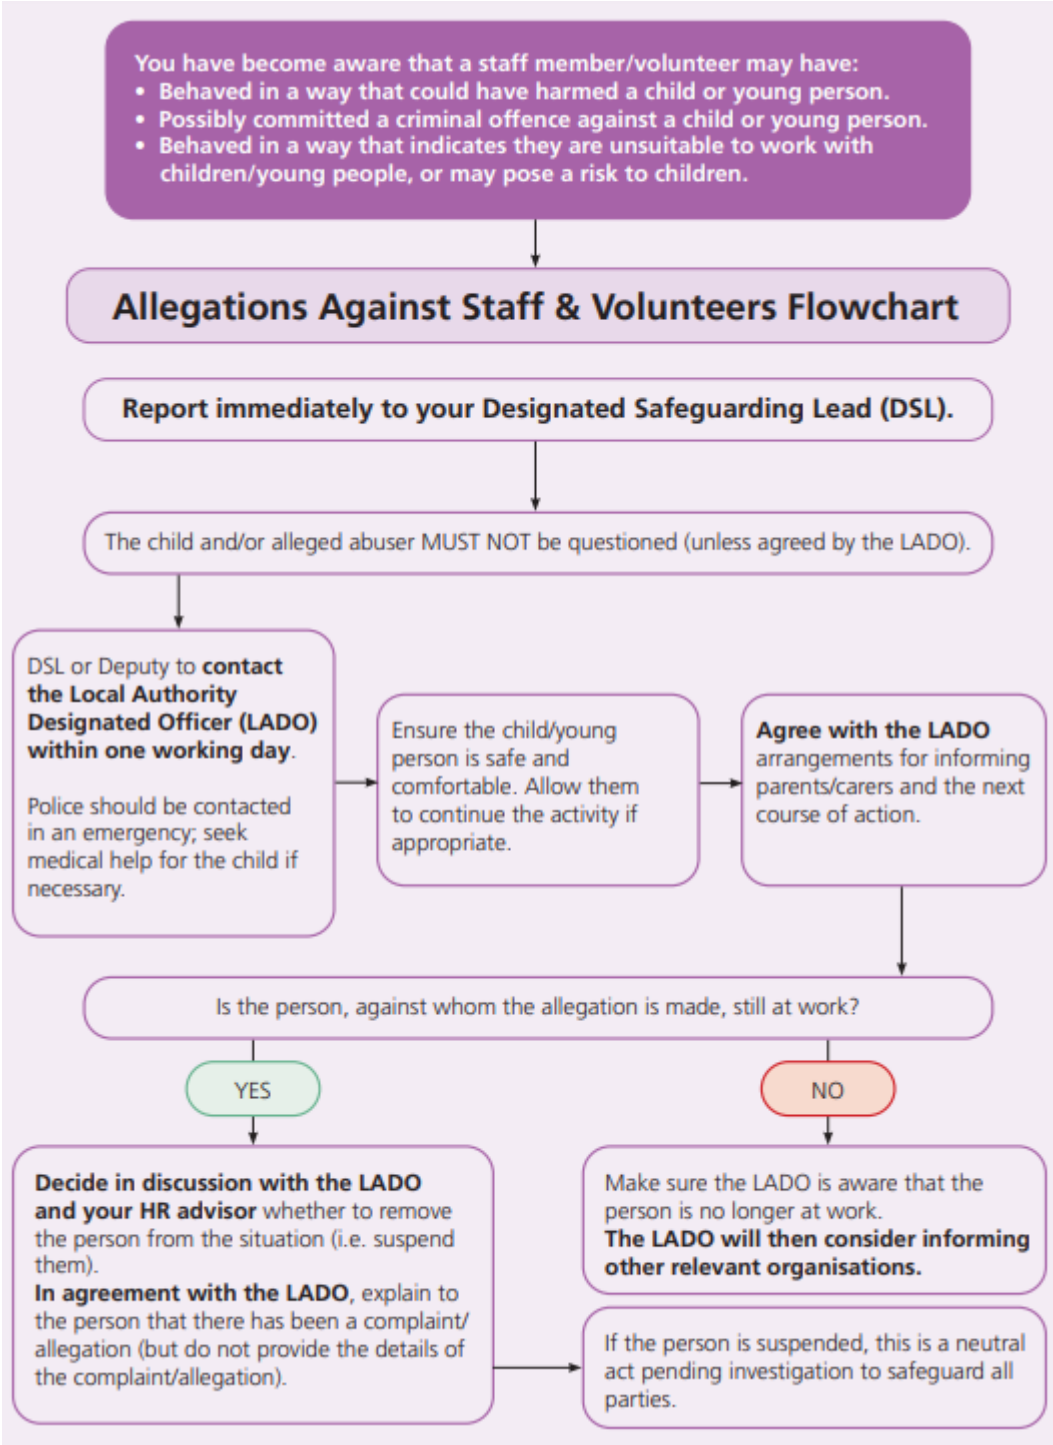 You have become aware that a staff member/volunteer may have:
• Behaved in a way that could have harmed a child or young person.
• Possibly committed a criminal offence against a child or young person.
• Behaved in a way that indicates they are unsuitable to work with
children/young people, or may pose a risk to children.
Allegations Against Staff & Volunteers Flowchart
Report immediately to your Designated Safeguarding Lead (DSL).
The child and/or alleged abuser MUST NOT be questioned (unless agreed by the LADO).
DSL or Deputy to contact
the Local Authority
Designated Officer (LADO)
within one working day.
Police should be contacted
in an emergency; seek
medical help for the child if
necessary.
Ensure the child/young
person is safe and
comfortable. Allow them
to continue the activity if
appropriate.
Agree with the LADO
arrangements for informing
parents/carers and the next
course of action.
Is the person, against whom the allegation is made, still at work?
YES
NO
Decide in discussion with the LADO
and your HR advisor whether to remove
the person from the situation (i.e. suspend
them).
In agreement with the LADO, explain to
the person that there has been a complaint/
allegation (but do not provide the details of
the complaint/allegation).
Make sure the LADO is aware that the
person is no longer at work.
The LADO will then consider informing
other relevant organisations.
If the person is suspended, this is a neutral
act pending investigation to safeguard all
parties.